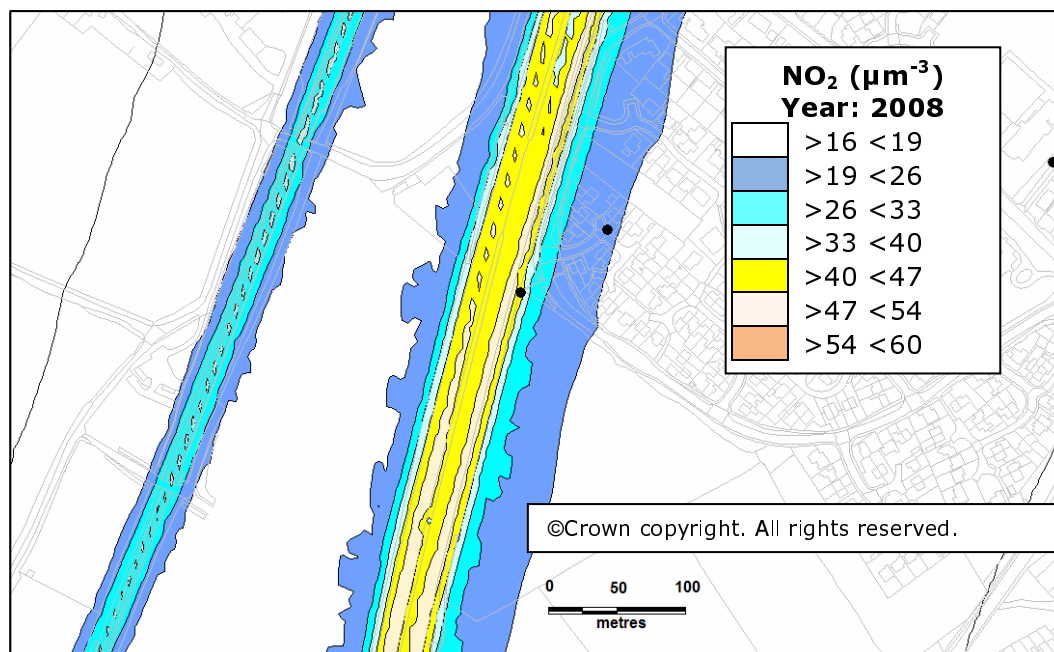 NO₂ (µm⁻³)
Year: 2008
>16 <19
>19 <26
>26 <33
>33 <40
>40 <47
>47 <54
>54 <60
©Crown copyright. All rights reserved.
0 50 100
metres